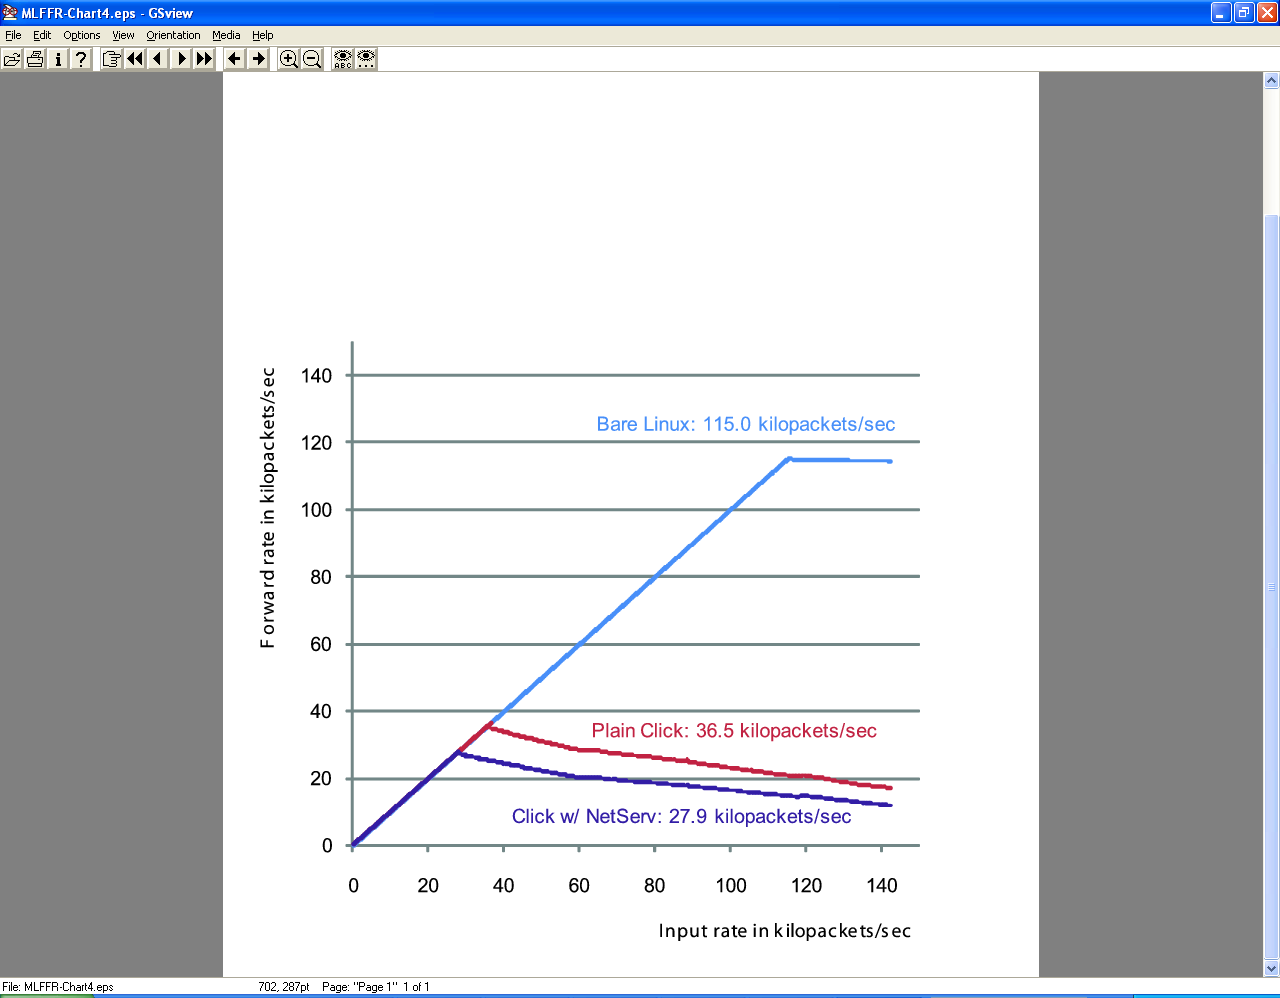 MLFFR-Chart4.eps - GSview
File Edit Options View Orientation Media Help
ABC
140
120
100
80
60
40
20
0
Forward rate in kilopackets/sec
Bare Linux: 115.0 kilopackets/sec
Plain Click: 36.5 kilopackets/sec
Click w/ NetServ: 27.9 kilopackets/sec
0 20 40 60 80 100 120 140
Input rate in kilopackets/sec
File: MLFFR-Chart4.eps 702, 287pt Page: "Page 1" 1 of 1